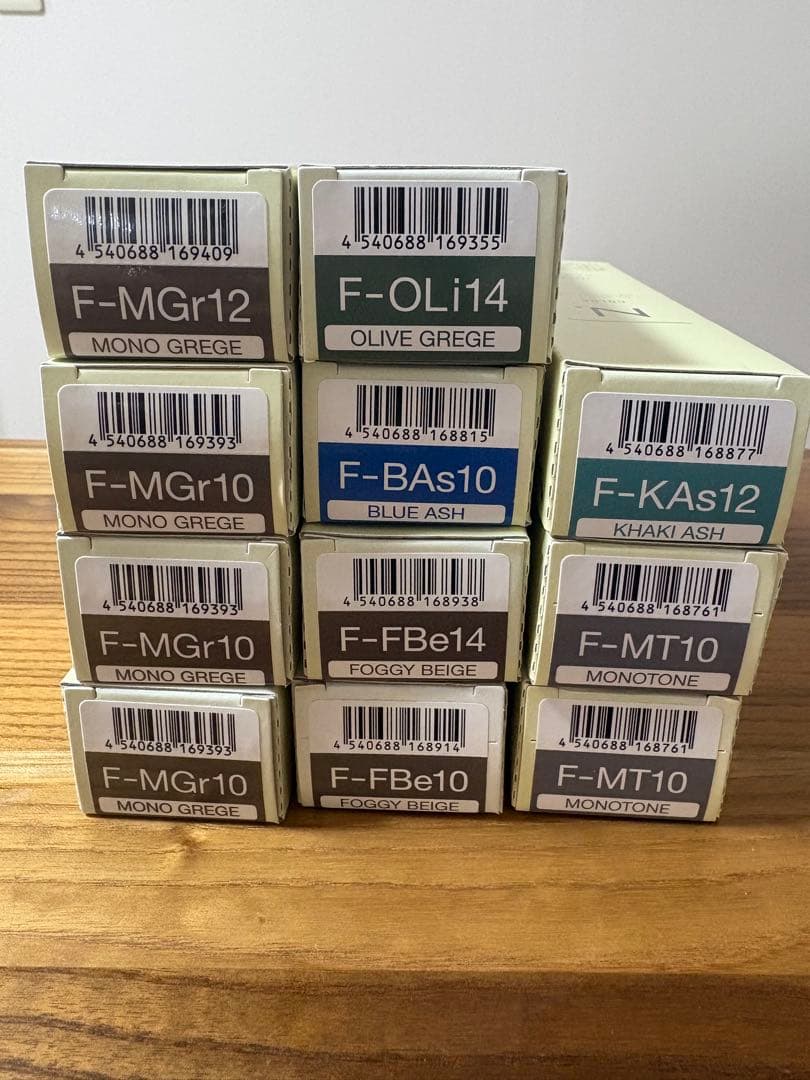 4 540688 169409
F-MGr12
MONO GREGE
4 540688 169355
F-OLi14
OLIVE GREGE
4 540688 169393
F-MGr10
MONO GREGE
4 540688 168815
F-BAs10
BLUE ASH
N.
4 540688 168877
F-KAs12
KHAKI ASH
4 540688 169393
F-MGr10
MONO GREGE
4 540688 168938
F-FBe14
FOGGY BEIGE
4 540688 168761
F-MT10
MONOTONE
4 540688 169393
F-MGr10
MONO GREGE
4 540688 168914
F-FBe10
FOGGY BEIGE
4 540688 168761
F-MT10
MONOTONE